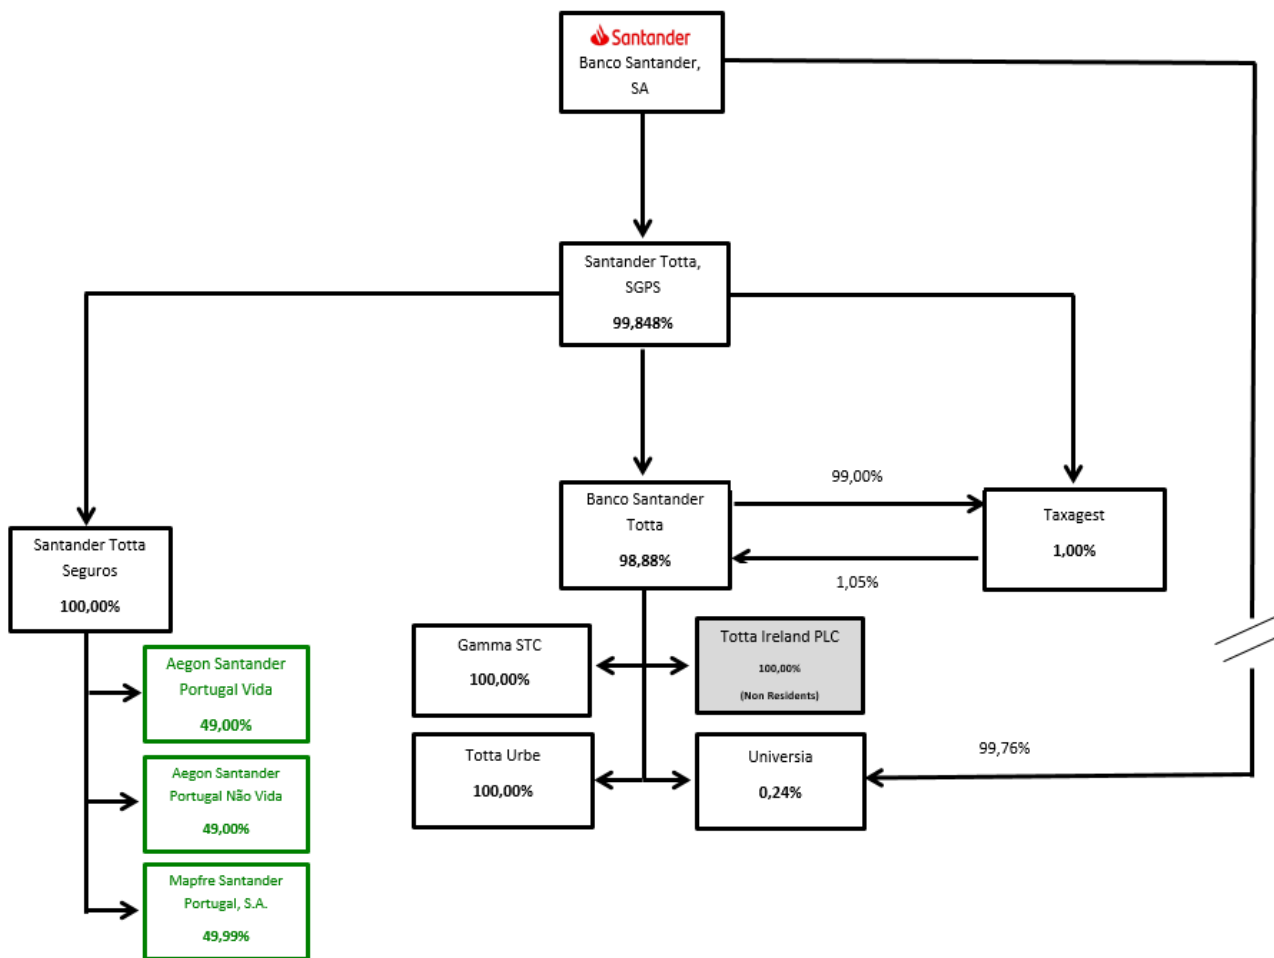 Santander
Banco Santander,
SA
Santander Totta,
SGPS
99,848%
99,00%
Banco Santander
Totta
98,88%
Taxagest
1,00%
1,05%
Santander Totta
Seguros
100,00%
Gamma STC
100,00%
Totta Ireland PLC
100,00%
(Non Residents)
Aegon Santander
Portugal Vida
49,00%
Totta Urbe
100,00%
Universia
0,24%
99,76%
Aegon Santander
Portugal Não Vida
49,00%
Mapfre Santander
Portugal, S.A.
49,99%